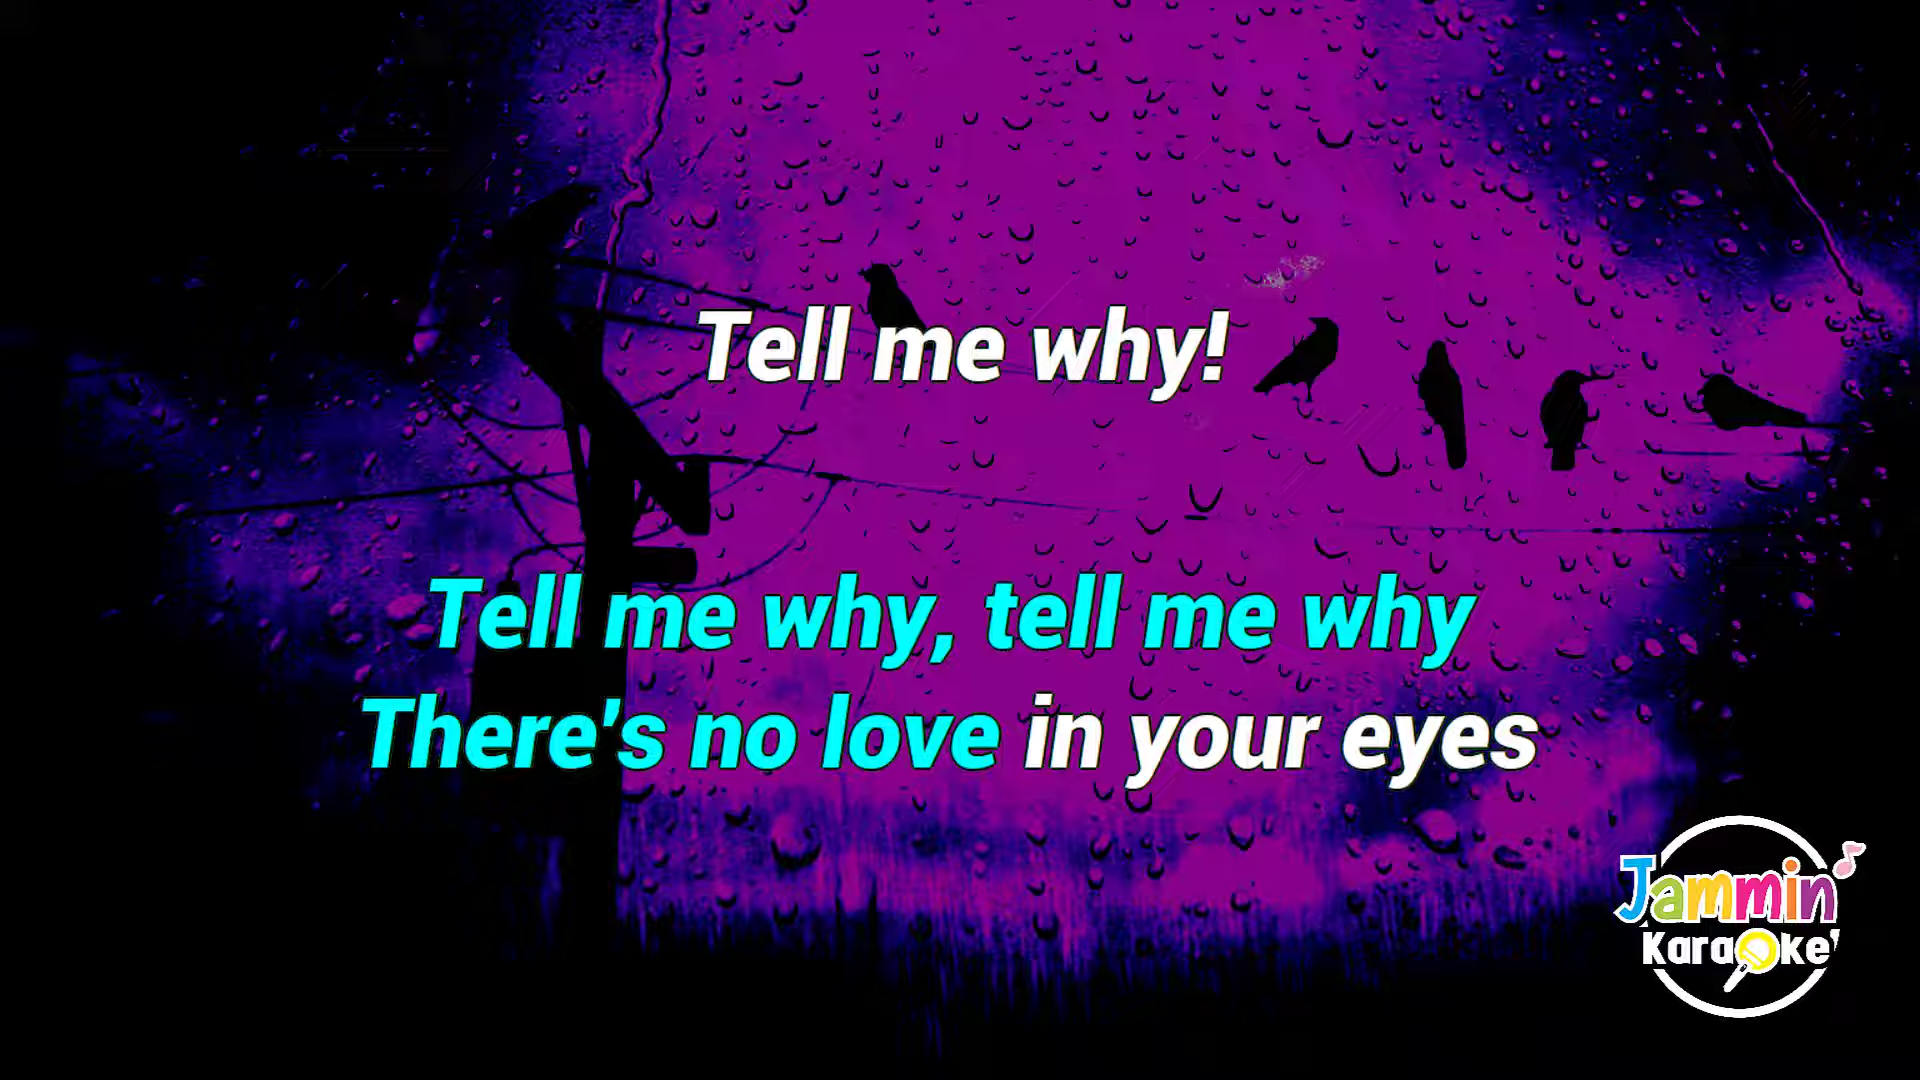 Tell me why!
Tell me why, tell me why
There's no love in your eyes
Jammin'
Karaoke